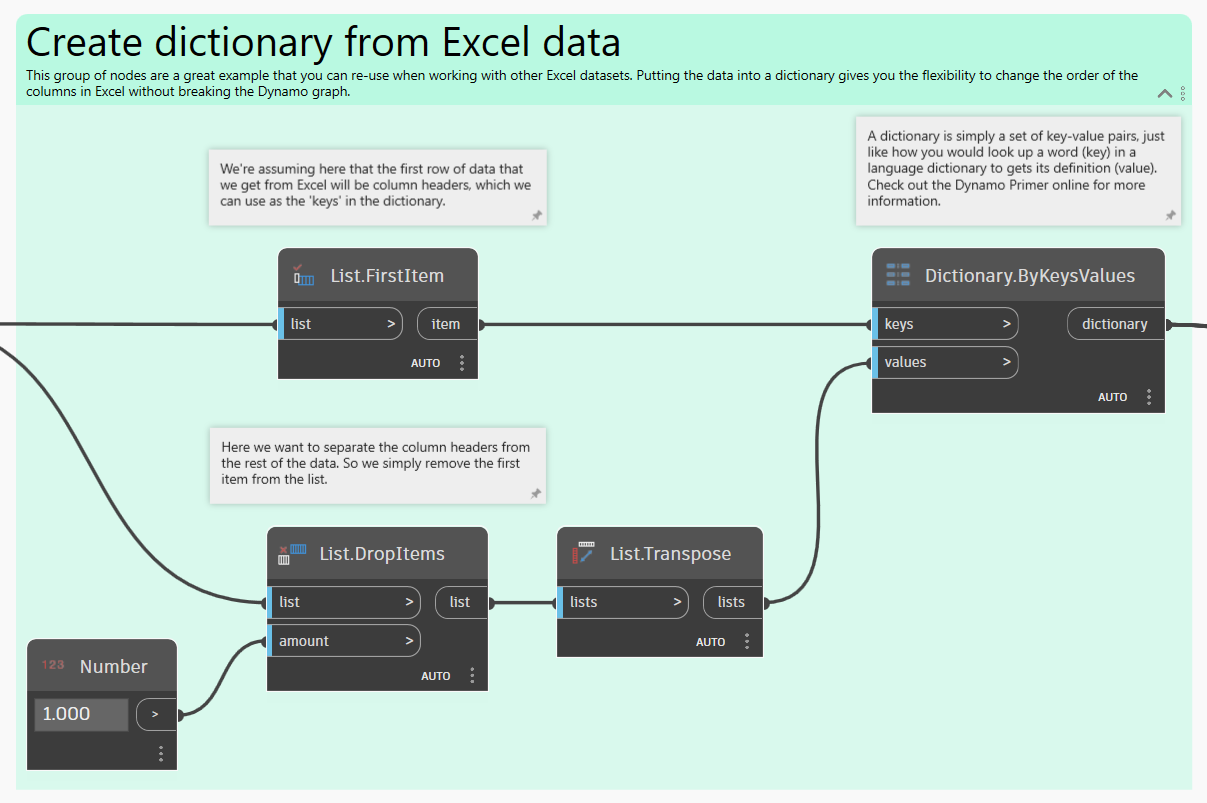 Create dictionary from Excel data
This group of nodes are a great example that you can re-use when working with other Excel datasets. Putting the data into a dictionary gives you the flexibility to change the order of the
columns in Excel without breaking the Dynamo graph.
We're assuming here that the first row of data that
we get from Excel will be column headers, which we
can use as the 'keys' in the dictionary.
A dictionary is simply a set of key-value pairs, just
like how you would look up a word (key) in a
language dictionary to gets its definition (value).
Check out the Dynamo Primer online for more
information.
List.FirstItem
list >
item
AUTO
Dictionary.ByKeysValues
keys >
dictionary
values >
AUTO
Here we want to separate the column headers from
the rest of the data. So we simply remove the first
item from the list.
List.DropItems
list >
list
amount >
AUTO
List.Transpose
lists >
lists
AUTO
123 Number
1.000 >